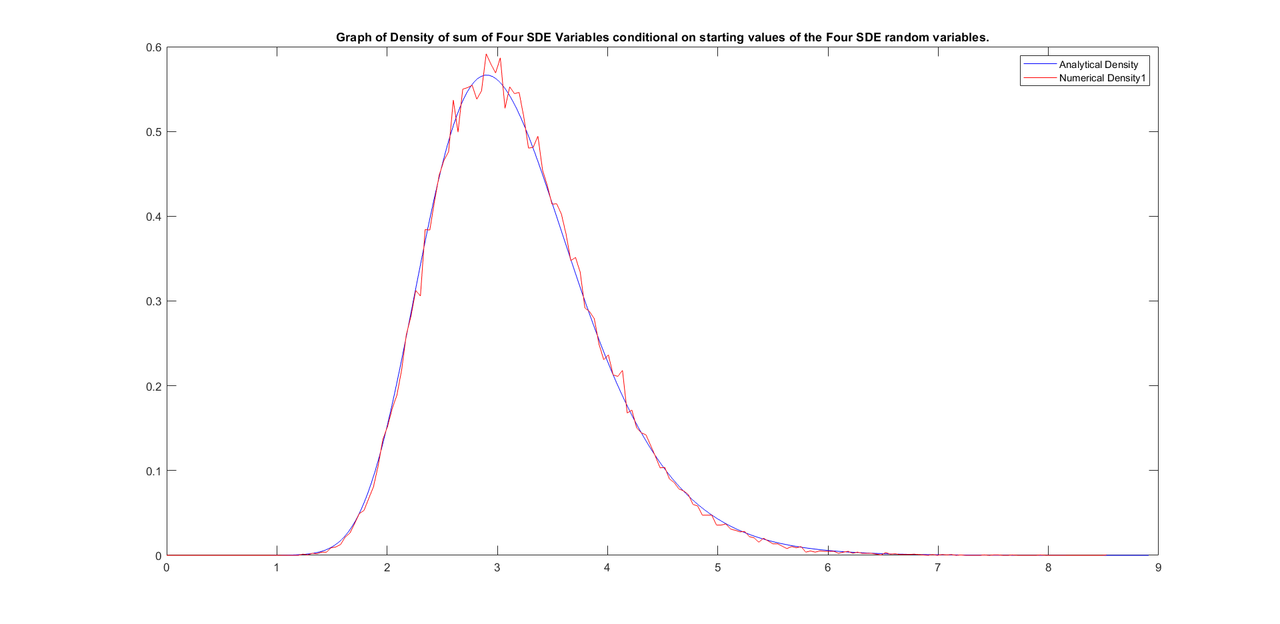 Graph of Density of sum of Four SDE Variables conditional on starting values of the Four SDE random variables.
Analytical Density
Numerical Density1
0.6
0.5
0.4
0.3
0.2
0.1
0
0 1 2 3 4 5 6 7 8 9